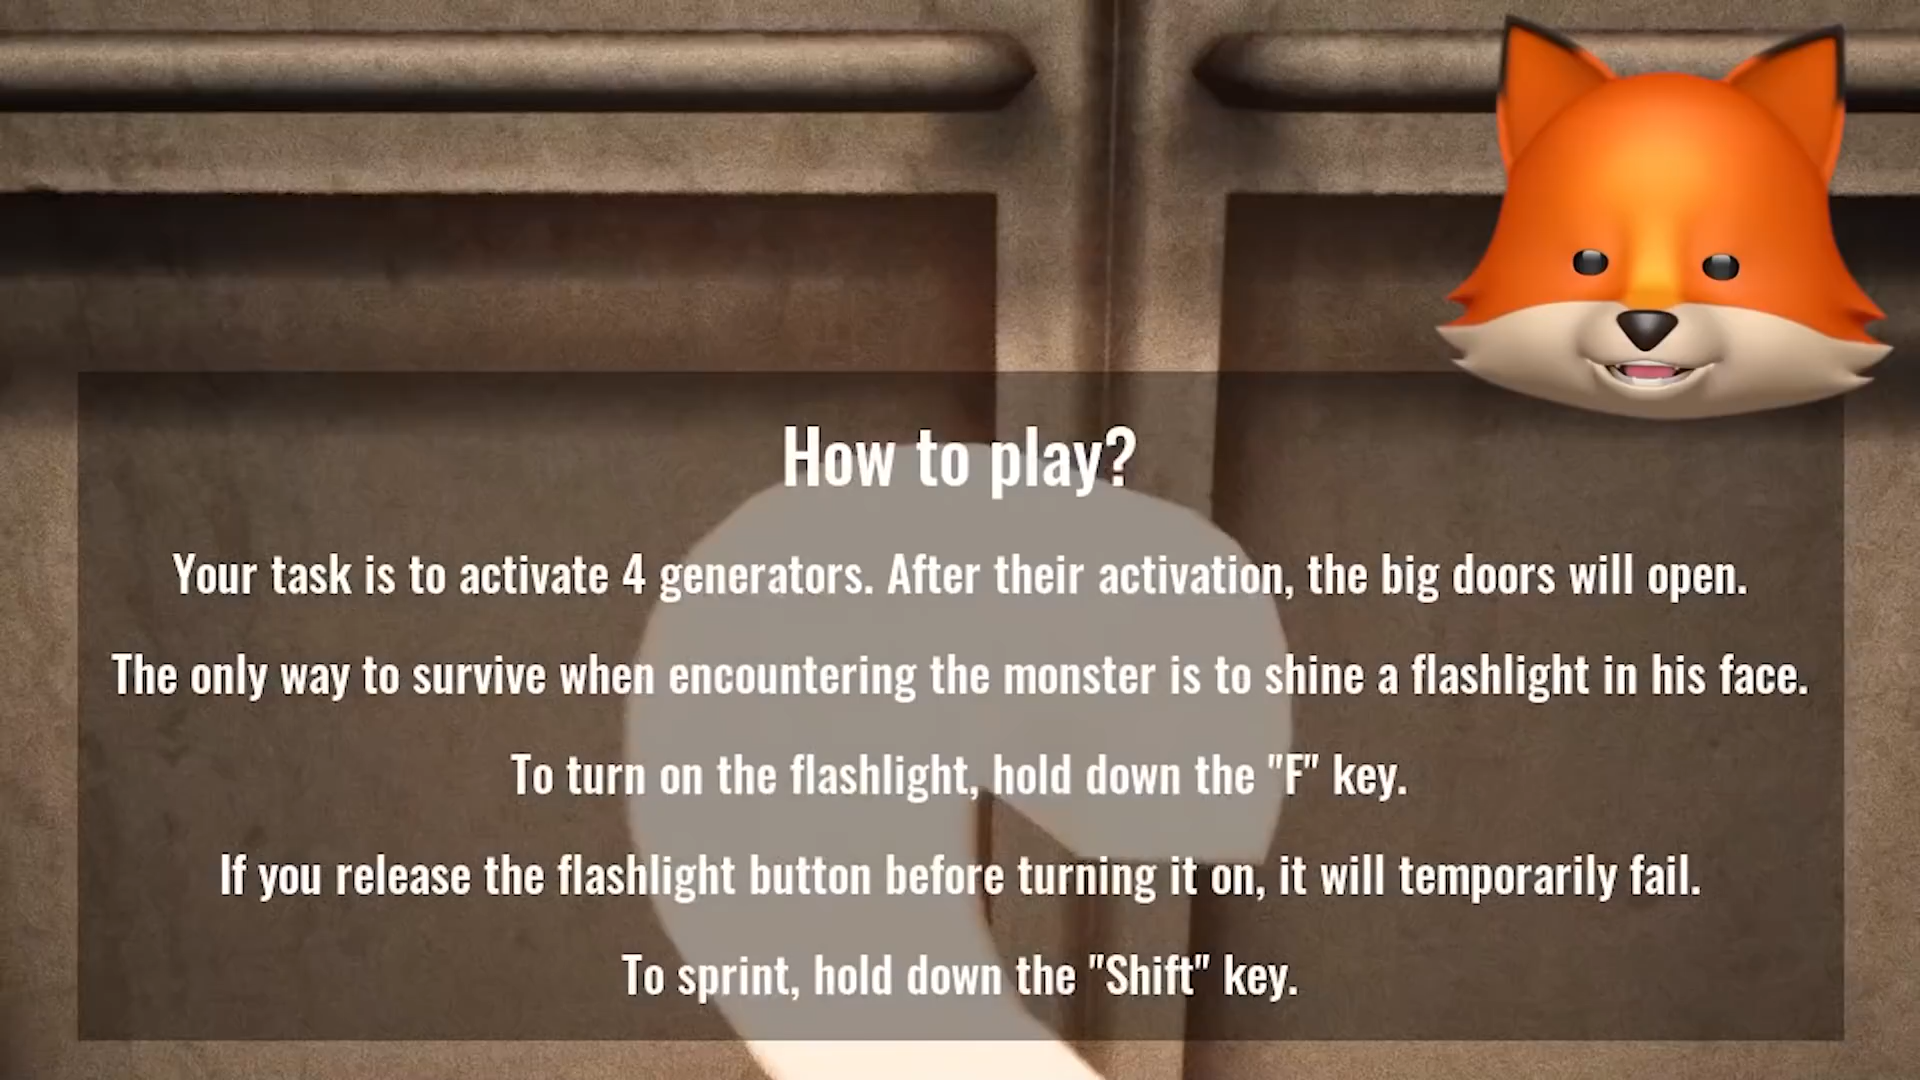 How to play?
Your task is to activate 4 generators. After their activation, the big doors will open.
The only way to survive when encountering the monster is to shine a flashlight in his face.
To turn on the flashlight, hold down the "F" key.
If you release the flashlight button before turning it on, it will temporarily fail.
To sprint, hold down the "Shift" key.